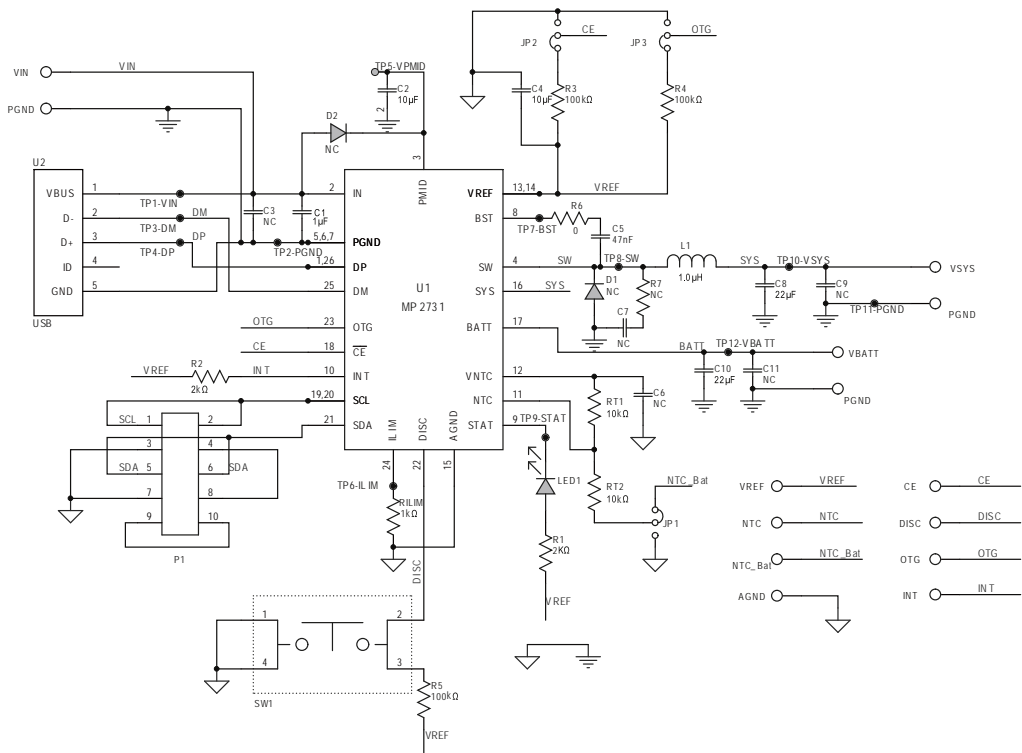 VIN
VIN
PGND
TP5-VPMID
C2
10µF
2
D2
NC
3
PMID
JP2
CE
JP3
OTG
C4
10µF
R3
100kΩ
R4
100kΩ
U2
VBUS
D-
D+
ID
GND
USB
1
2
3
4
5
TP1-VIN
TP3-DM
DM
TP4-DP
DP
C3
NC
C1
1µF
TP2-PGND
2
5,6,7
1,26
25
23
18
10
19,20
21
IN
PGND
DP
DM
OTG
CE
INT
SCL
SDA
U1
MP2731
VREF
BST
SW
SYS
BATT
VNTC
NTC
STAT
13,14
8
4
16
17
12
11
9
VREF
TP7-BST
R6
0
C5
47nF
SW
TP8-SW
L1
1.0µH
SYS
TP10-VSYS
VSYS
SYS
D1
NC
R7
NC
C7
NC
C8
22µF
C9
NC
TP11-PGND
PGND
BATT
TP12-VBATT
VBATT
C10
22µF
C11
NC
PGND
OTG
CE
VREF
R2
2kΩ
INT
RT1
10kΩ
C6
NC
TP9-STAT
SCL
1
2
3
4
SDA
5
6
SDA
7
8
9
10
P1
ILIM
DISC
AGND
24
22
15
TP6-ILIM
RILIM
1kΩ
LED1
RT2
10kΩ
NTC_Bat
JP1
R1
2KΩ
VREF
DISC
VREF
VREF
NTC
NTC
NTC_Bat
NTC_Bat
AGND
CE
CE
DISC
DISC
OTG
OTG
INT
INT
1
2
4
3
SW1
R5
100kΩ
VREF